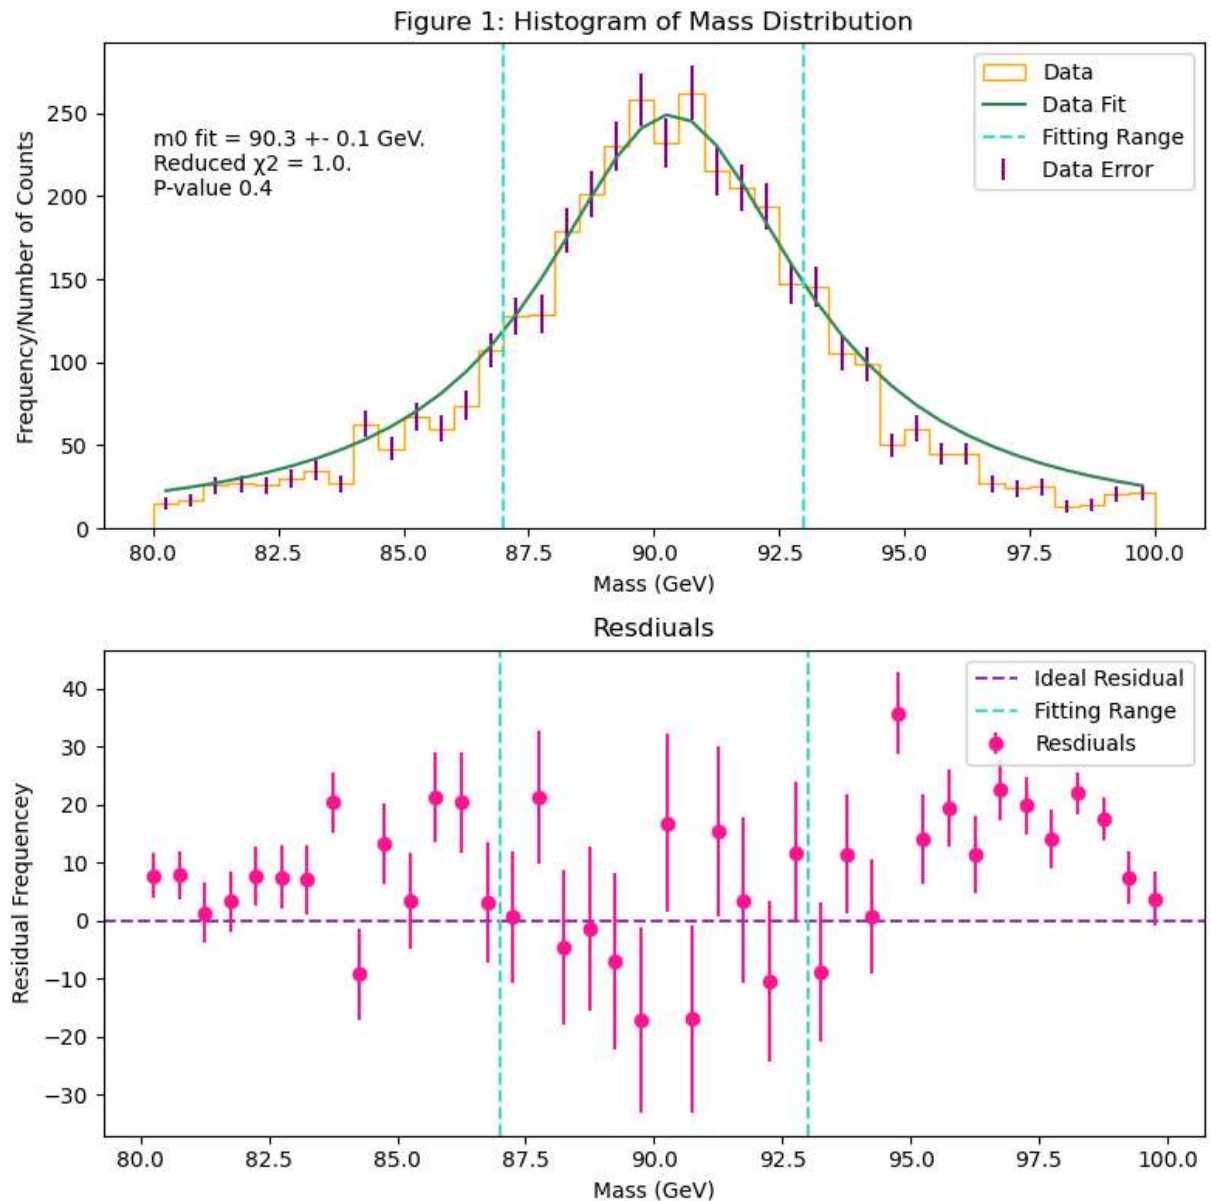 Figure 1: Histogram of Mass Distribution
Frequency/Number of Counts
250
200
150
100
50
0
m0 fit = 90.3 +- 0.1 GeV.
Reduced χ2 = 1.0.
P-value 0.4
Data
Data Fit
Fitting Range
Data Error
80.0 82.5 85.0 87.5 90.0 92.5 95.0 97.5 100.0
Mass (GeV)
Resdiuals
Residual Frequencey
40
30
20
10
0
−10
−20
−30
Ideal Residual
Fitting Range
Resdiuals
80.0 82.5 85.0 87.5 90.0 92.5 95.0 97.5 100.0
Mass (GeV)